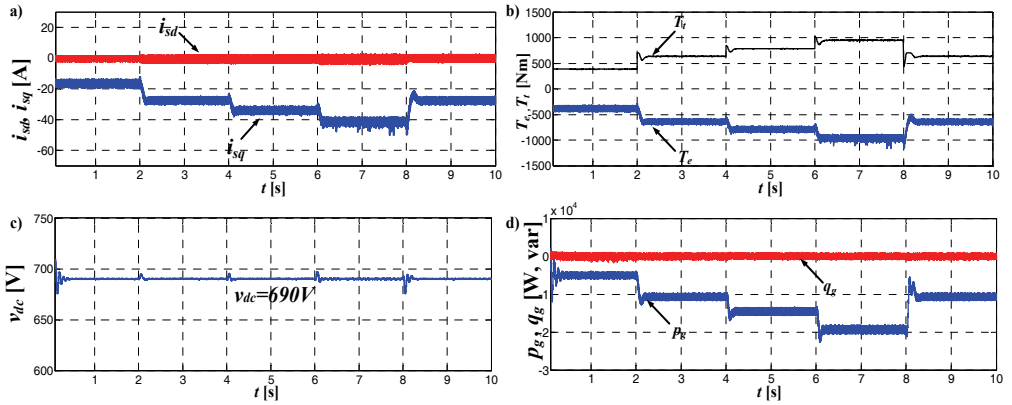 a)
i_sd, i_sq [A]
20
0
-20
-40
-60
i_sd
i_sq
0 1 2 3 4 5 6 7 8 9 10
t [s]
b)
T_e, T_t [Nm]
1500
1000
500
0
-500
-1000
-1500
T_t
T_e
0 1 2 3 4 5 6 7 8 9 10
t [s]
c)
v_dc [V]
750
700
650
600
v_dc=690V
1 2 3 4 5 6 7 8 9 10
t [s]
d)
p_g, q_g [W, var]
x 10^4
1
0
-1
-2
-3
q_g
p_g
1 2 3 4 5 6 7 8 9 10
t [s]